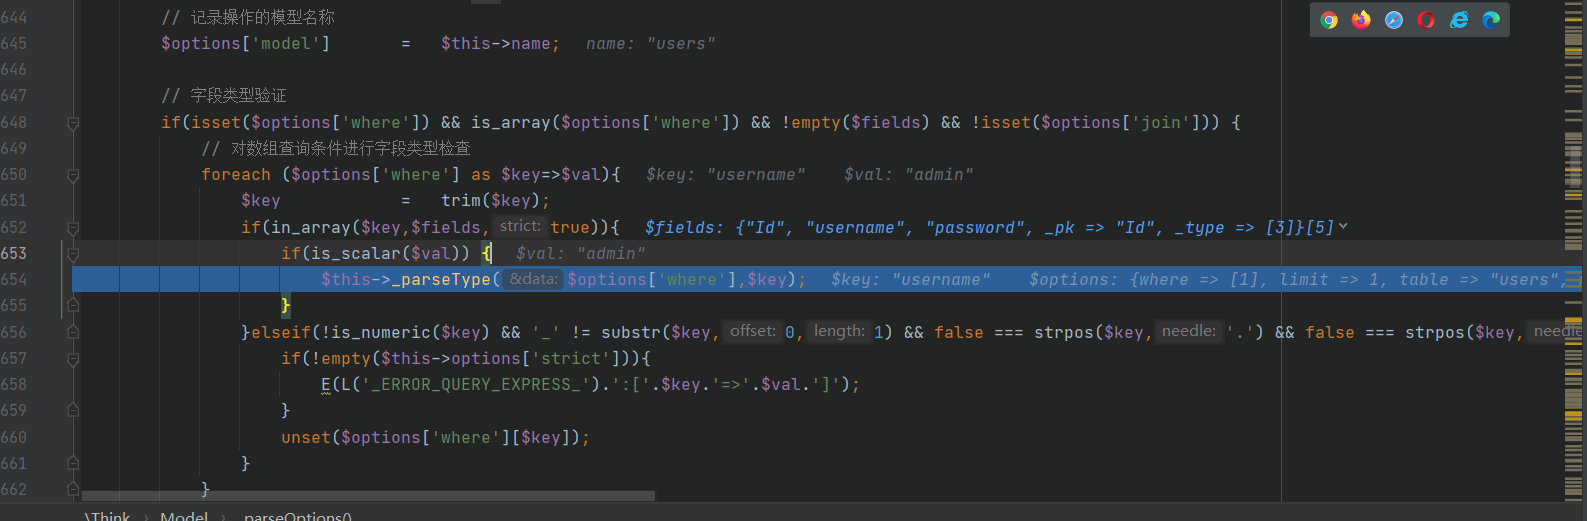 644 // 记录操作的模型名称
645 $options['model'] = $this->name; name: "users"
646
647 // 字段类型验证
648 if(isset($options['where']) && is_array($options['where']) && !empty($fields) && !isset($options['join'])) {
649 // 对数组查询条件进行字段类型检查
650 foreach ($options['where'] as $key=>$val){ $key: "username" $val: "admin"
651 $key = trim($key);
652 if(in_array($key,$fields, strict: true)){ $fields: {"Id", "username", "password", _pk => "Id", _type => [3]}[5]
653 if(is_scalar($val)) { $val: "admin"
654 $this->_parseType( &data: $options['where'],$key); $key: "username" $options: {where => [1], limit => 1, table => "users",
655 }
656 }elseif(!is_numeric($key) && '_' != substr($key, offset: 0, length: 1) && false === strpos($key, needle: '.') && false === strpos($key, needle
657 if(!empty($this->options['strict'])){
658 E(L('_ERROR_QUERY_EXPRESS_').':['.$key.'=>'.$val.']');
659 }
660 unset($options['where'][$key]);
661 }
662 }
\Think › Model › _parseOptions()